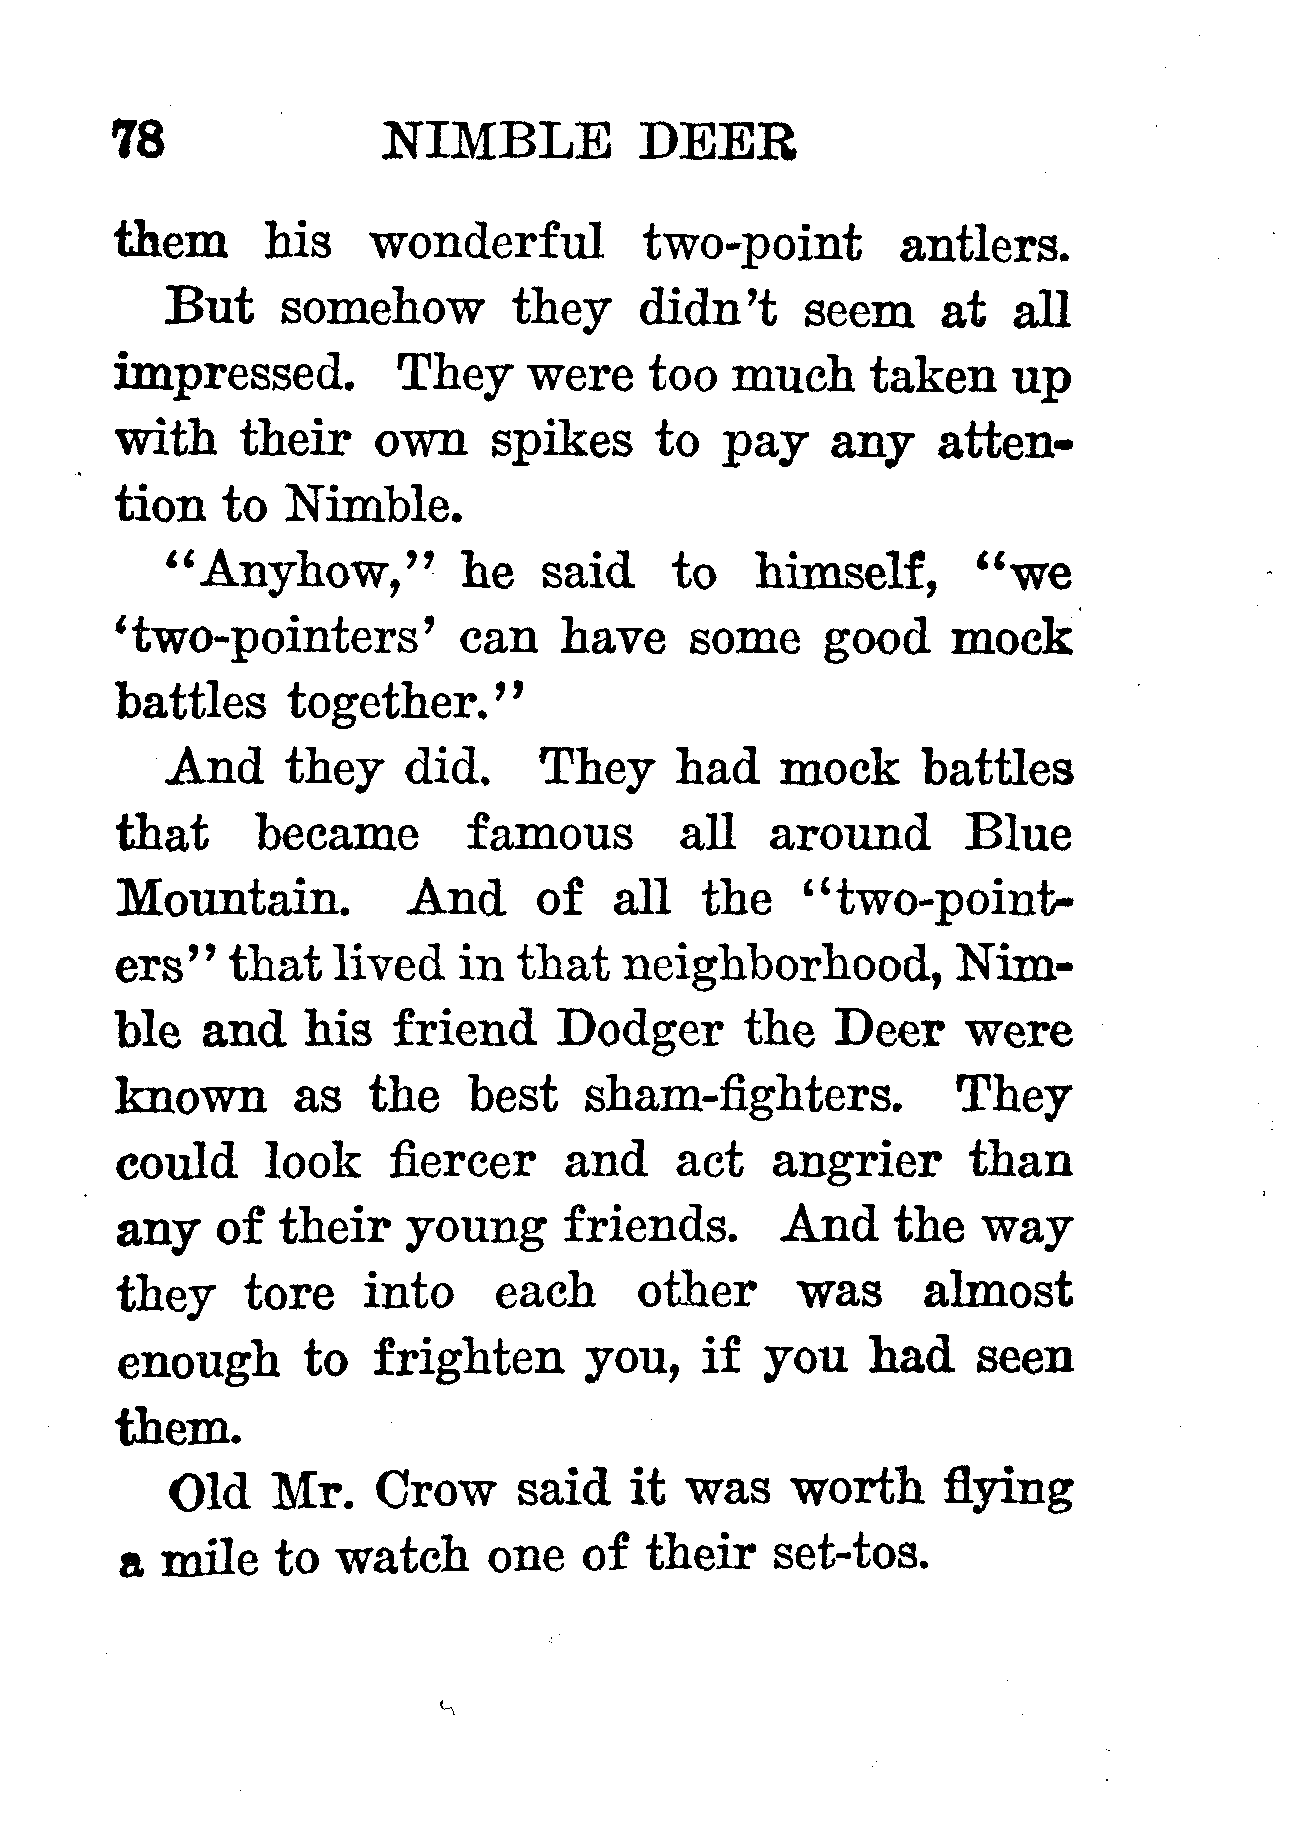 78 NIMBLE DEER
them his wonderful two-point antlers.
But somehow they didn't seem at all
impressed. They were too much taken up
with their own spikes to pay any atten-
tion to Nimble.
"Anyhow," he said to himself, "we
'two-pointers' can have some good mock
battles together."
And they did. They had mock battles
that became famous all around Blue
Mountain. And of all the "two-point-
ers" that lived in that neighborhood, Nim-
ble and his friend Dodger the Deer were
known as the best sham-fighters. They
could look fiercer and act angrier than
any of their young friends. And the way
they tore into each other was almost
enough to frighten you, if you had seen
them.
Old Mr. Crow said it was worth flying
a mile to watch one of their set-tos.